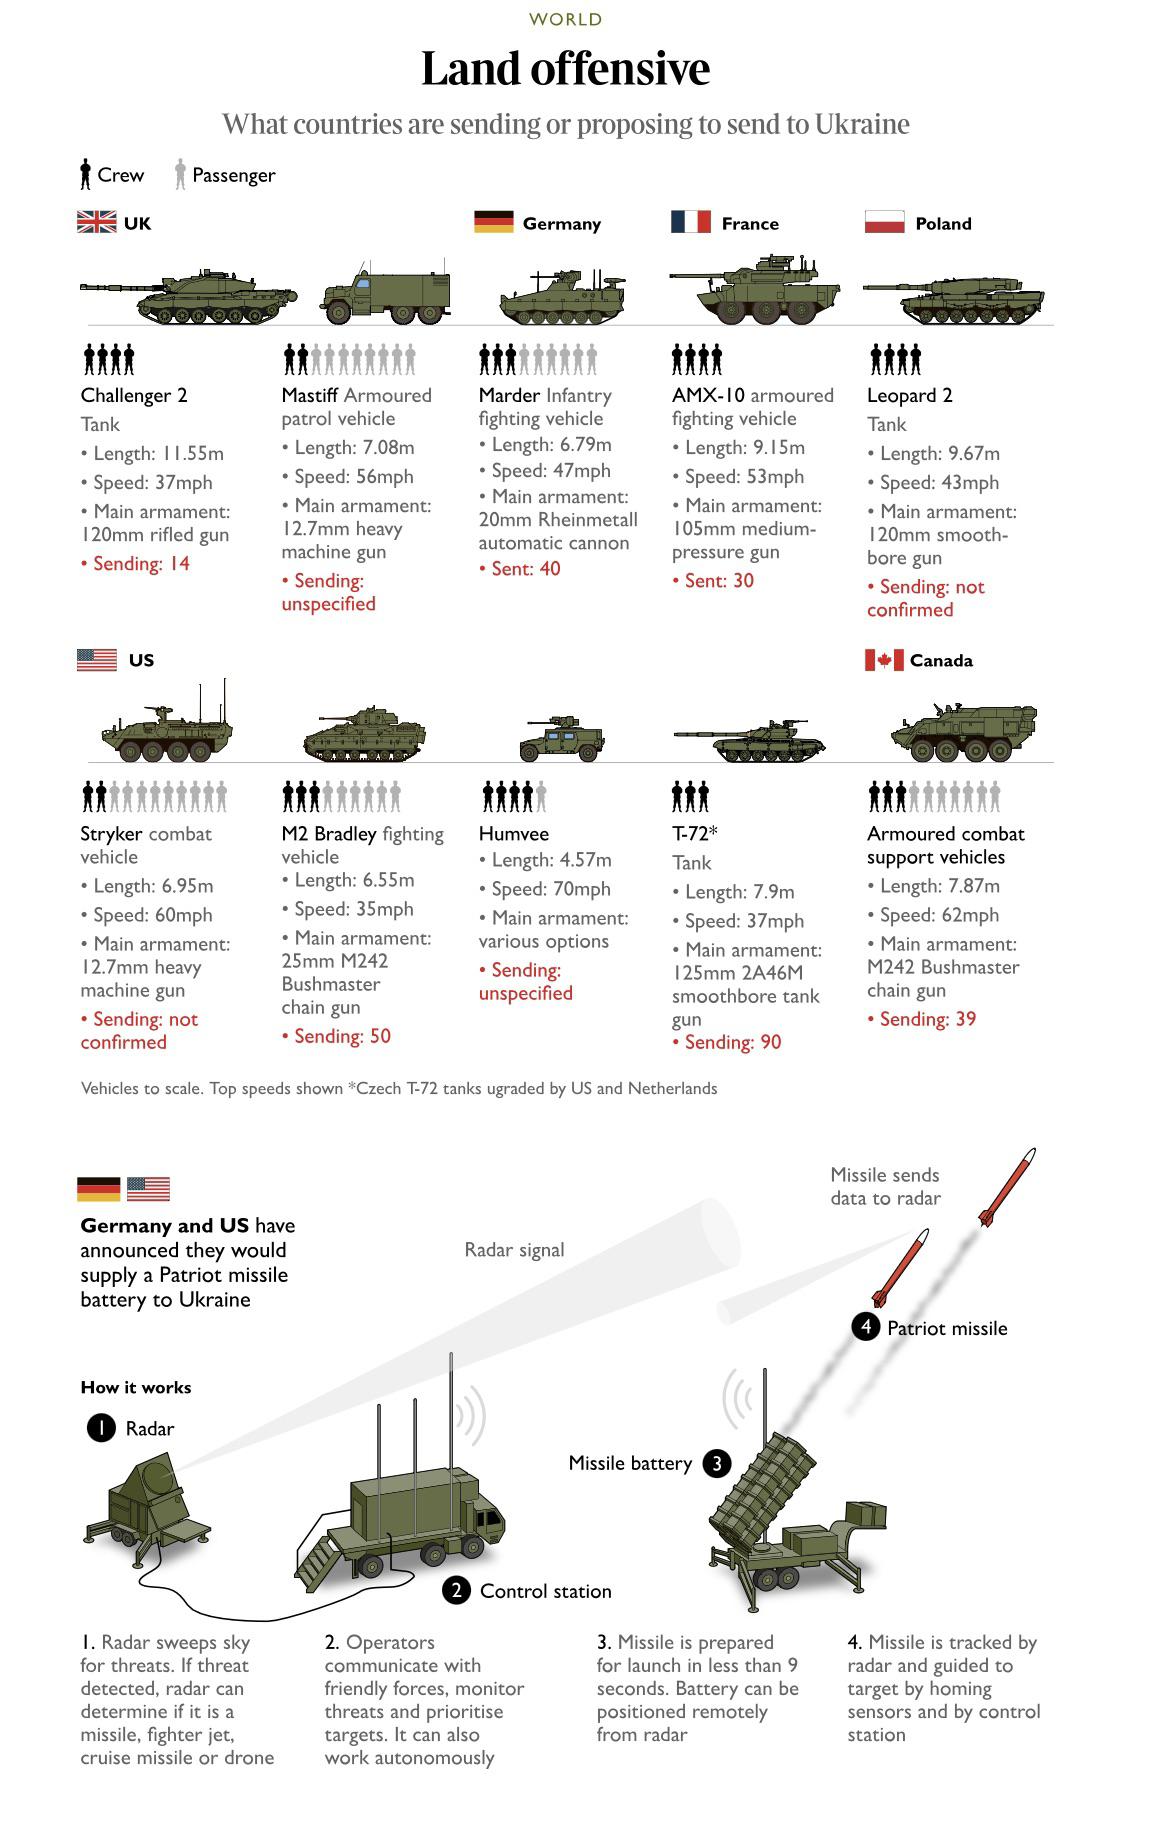 WORLD
Land offensive
What countries are sending or proposing to send to Ukraine
Crew
Passenger
UK
Germany
France
Poland
Challenger 2
Tank
• Length: 11.55m
• Speed: 37mph
• Main armament:
120mm rifled gun
• Sending: 14
Mastiff Armoured
patrol vehicle
• Length: 7.08m
• Speed: 56mph
• Main armament:
12.7mm heavy
machine gun
• Sending:
unspecified
Marder Infantry
fighting vehicle
• Length: 6.79m
• Speed: 47mph
• Main armament:
20mm Rheinmetall
automatic cannon
• Sent: 40
AMX-10 armoured
fighting vehicle
• Length: 9.15m
• Speed: 53mph
• Main armament:
105mm medium-
pressure gun
• Sent: 30
Leopard 2
Tank
• Length: 9.67m
• Speed: 43mph
• Main armament:
120mm smooth-
bore gun
• Sending: not
confirmed
US
Canada
Stryker combat
vehicle
• Length: 6.95m
• Speed: 60mph
• Main armament:
12.7mm heavy
machine gun
• Sending: not
confirmed
M2 Bradley fighting
vehicle
• Length: 6.55m
• Speed: 35mph
• Main armament:
25mm M242
Bushmaster
chain gun
• Sending: 50
Humvee
• Length: 4.57m
• Speed: 70mph
• Main armament:
various options
• Sending:
unspecified
T-72*
Tank
• Length: 7.9m
• Speed: 37mph
• Main armament:
125mm 2A46M
smoothbore tank
gun
• Sending: 90
Armoured combat
support vehicles
• Length: 7.87m
• Speed: 62mph
• Main armament:
M242 Bushmaster
chain gun
• Sending: 39
Vehicles to scale. Top speeds shown *Czech T-72 tanks ugraded by US and Netherlands
Germany and US have
announced they would
supply a Patriot missile
battery to Ukraine
Radar signal
Missile sends
data to radar
4 Patriot missile
How it works
1 Radar
Missile battery 3
2 Control station
1. Radar sweeps sky
for threats. If threat
detected, radar can
determine if it is a
missile, fighter jet,
cruise missile or drone
2. Operators
communicate with
friendly forces, monitor
threats and prioritise
targets. It can also
work autonomously
3. Missile is prepared
for launch in less than 9
seconds. Battery can be
positioned remotely
from radar
4. Missile is tracked by
radar and guided to
target by homing
sensors and by control
station